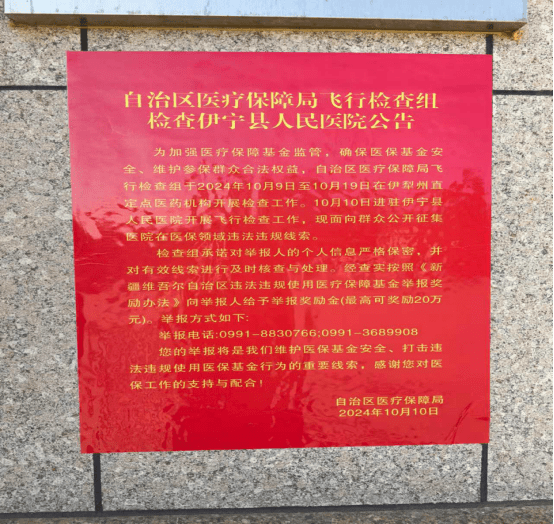 自治区医疗保障局飞行检查组
检查伊宁县人民医院公告
为加强医疗保障基金监管，确保医保基金安
全、维护参保群众合法权益，自治区医疗保障局飞
行检查组于2024年10月9日至10月19日在伊犁州直
定点医药机构开展检查工作。10月10日进驻伊宁县
人民医院开展飞行检查工作，现面向群众公开征集
医院在医保领域违法违规线索。
检查组承诺对举报人的个人信息严格保密，并
对有效线索进行及时核查与处理。经查实按照《新
疆维吾尔自治区违法违规使用医疗保障基金举报奖
励办法》向举报人给予举报奖励金(最高可奖励20万
元)。举报方式如下:
举报电话:0991-8830766;0991-3689908
您的举报将是我们维护医保基金安全、打击违
法违规使用医保基金行为的重要线索，感谢您对医
保工作的支持与配合！
自治区医疗保障局
2024年10月10日